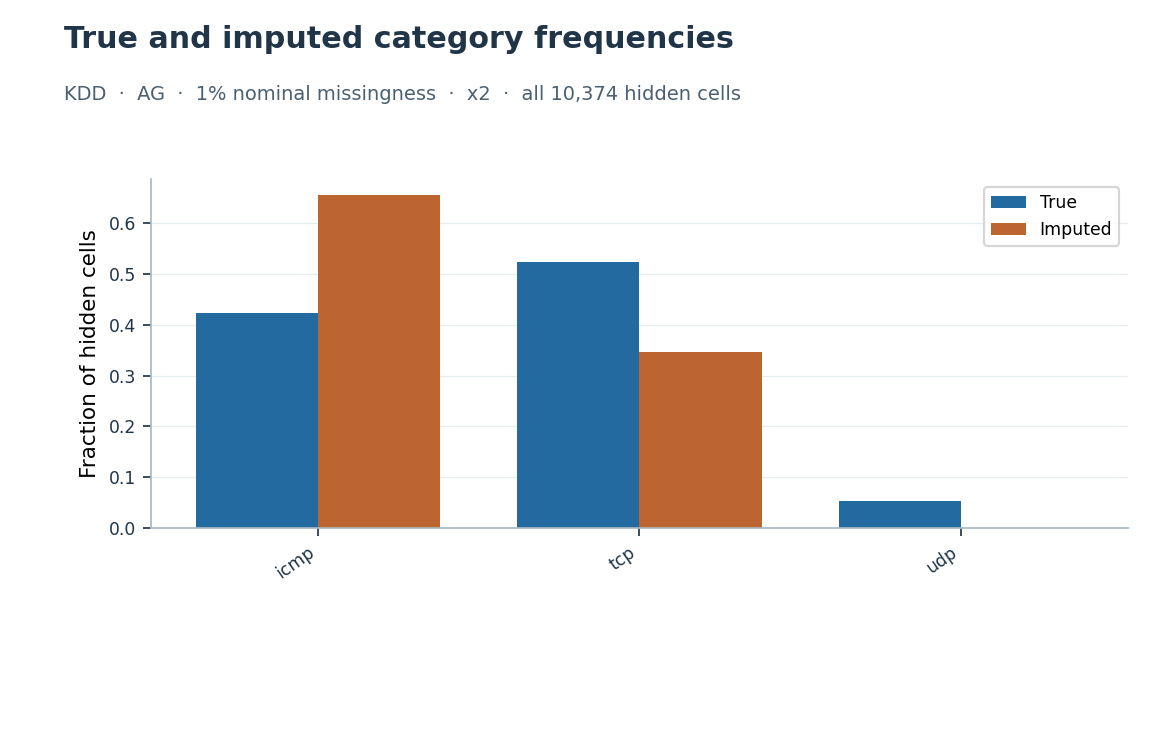 True and imputed category frequencies
KDD · AG · 1% nominal missingness · x2 · all 10,374 hidden cells
True
Imputed
Fraction of hidden cells
0.6
0.5
0.4
0.3
0.2
0.1
0.0
icmp
tcp
udp